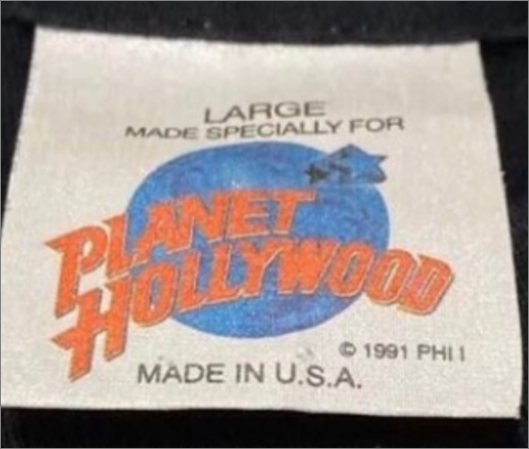 LARGE
MADE SPECIALLY FOR
PLANET
HOLLYWOOD
© 1991 PHI I
MADE IN U.S.A.